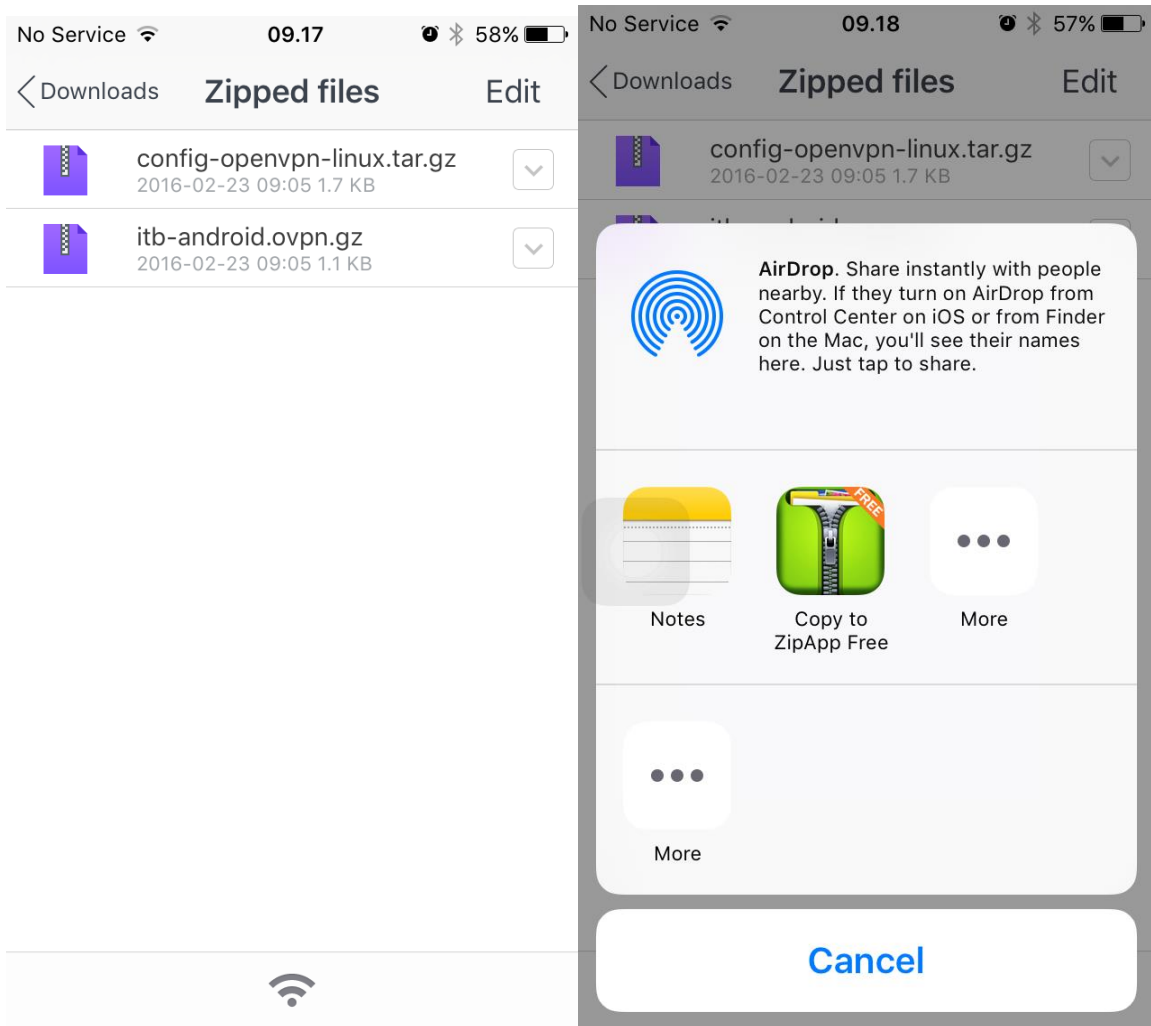 No Service 09.17 58%
Downloads Zipped files Edit
config-openvpn-linux.tar.gz
2016-02-23 09:05 1.7 KB
itb-android.ovpn.gz
2016-02-23 09:05 1.1 KB
No Service 09.18 57%
Downloads Zipped files Edit
config-openvpn-linux.tar.gz
2016-02-23 09:05 1.7 KB
AirDrop. Share instantly with people
nearby. If they turn on AirDrop from
Control Center on iOS or from Finder
on the Mac, you'll see their names
here. Just tap to share.
FREE
Notes
Copy to
ZipApp Free
More
More
Cancel